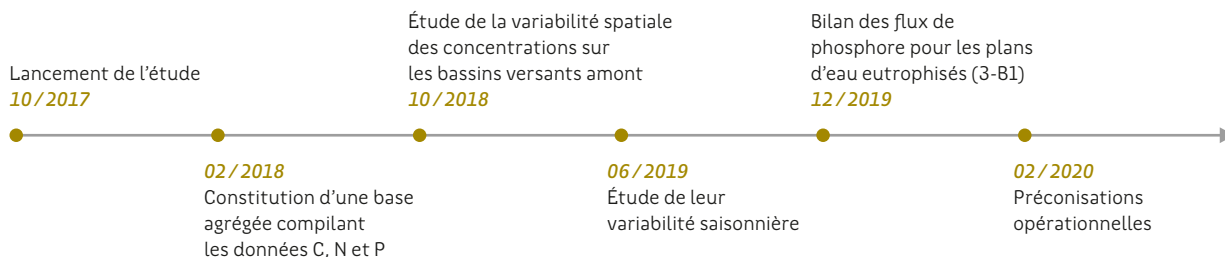 Lancement de l'étude
10 / 2017
02 / 2018
Constitution d'une base
agrégée compilant
les données C, N et P
Étude de la variabilité spatiale
des concentrations sur
les bassins versants amont
10 / 2018
06 / 2019
Étude de leur
variabilité saisonnière
Bilan des flux de
phosphore pour les plans
d'eau eutrophisés (3-B1)
12 / 2019
02 / 2020
Préconisations
opérationnelles